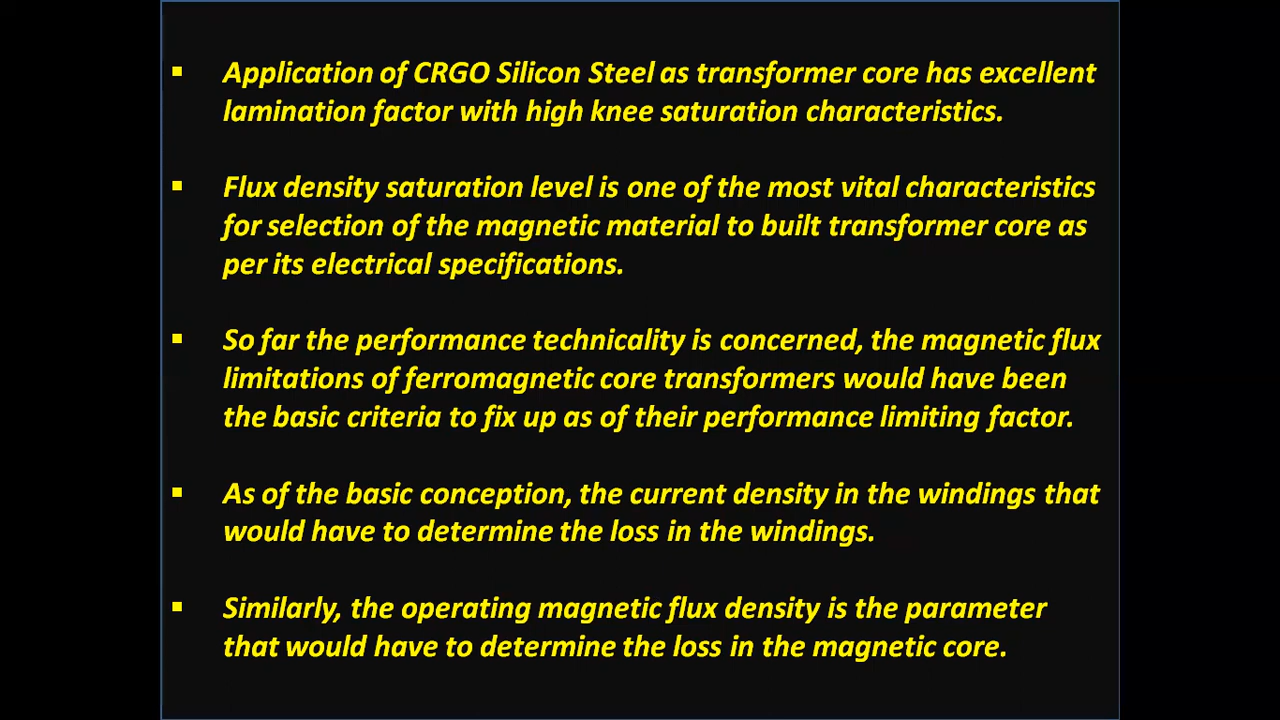 ▪ Application of CRGO Silicon Steel as transformer core has excellent
lamination factor with high knee saturation characteristics.
▪ Flux density saturation level is one of the most vital characteristics
for selection of the magnetic material to built transformer core as
per its electrical specifications.
▪ So far the performance technicality is concerned, the magnetic flux
limitations of ferromagnetic core transformers would have been
the basic criteria to fix up as of their performance limiting factor.
▪ As of the basic conception, the current density in the windings that
would have to determine the loss in the windings.
▪ Similarly, the operating magnetic flux density is the parameter
that would have to determine the loss in the magnetic core.